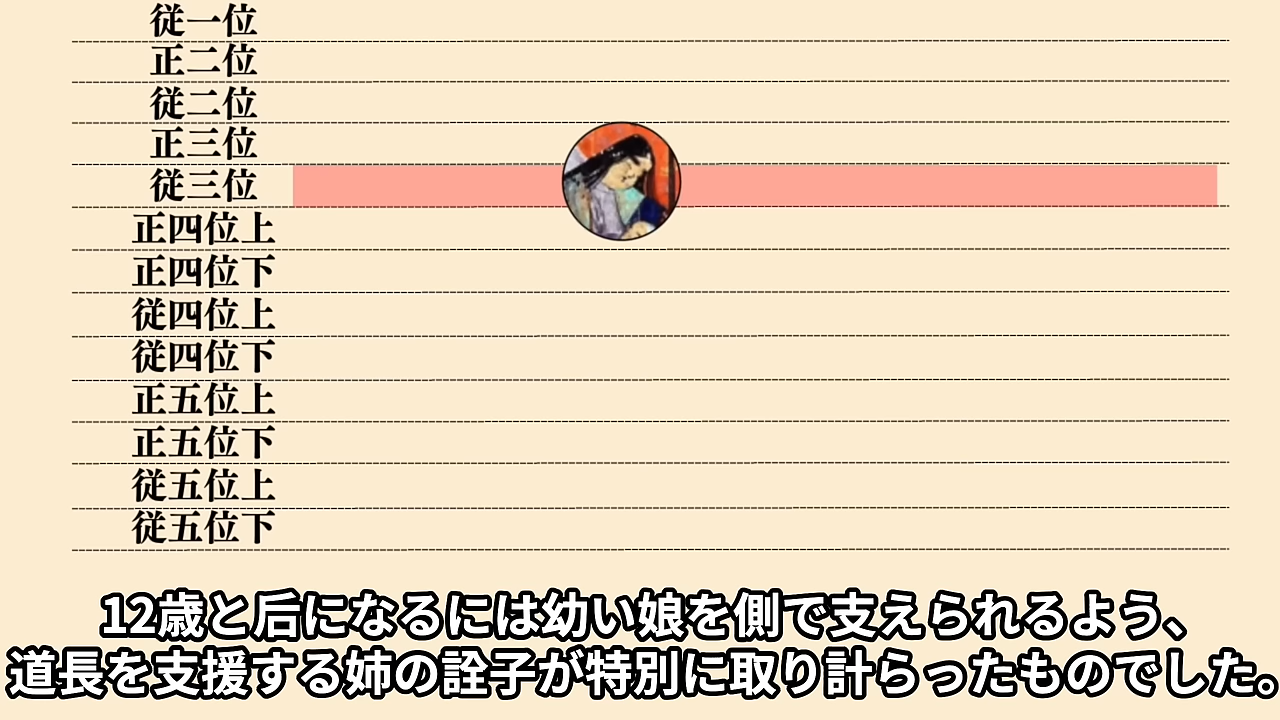 従一位
正二位
従二位
正三位
従三位
正四位上
正四位下
従四位上
従四位下
正五位上
正五位下
従五位上
従五位下
12歳と后になるには幼い娘を側で支えられるよう、
道長を支援する姉の詮子が特別に取り計らったものでした。